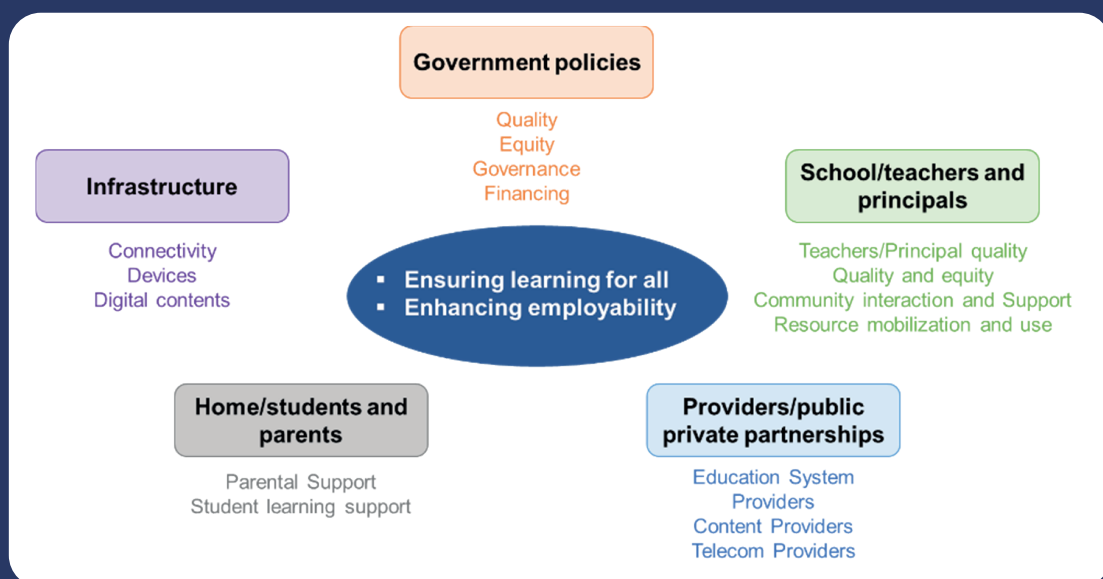 Government policies
Quality
Equity
Governance
Financing
Infrastructure
Connectivity
Devices
Digital contents
School/teachers and
principals
Teachers/Principal quality
Quality and equity
Community interaction and Support
Resource mobilization and use
▪ Ensuring learning for all
▪ Enhancing employability
Home/students and
parents
Parental Support
Student learning support
Providers/public
private partnerships
Education System
Providers
Content Providers
Telecom Providers